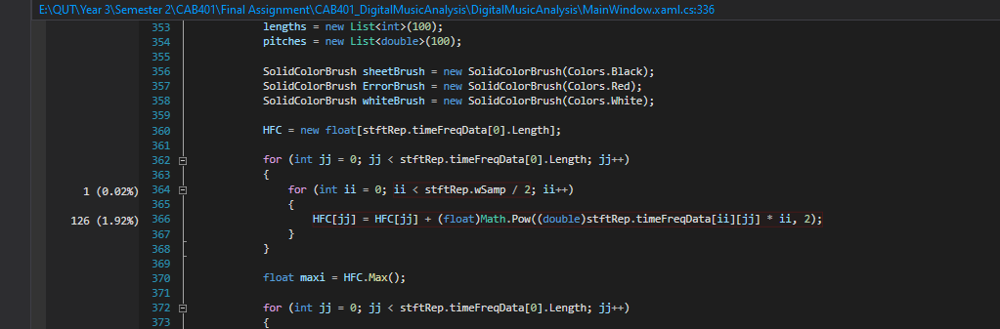 E:\QUT\Year 3\Semester 2\CAB401\Final Assignment\CAB401_DigitalMusicAnalysis\DigitalMusicAnalysis\MainWindow.xaml.cs:336
353 lengths = new List<int>(100);
354 pitches = new List<double>(100);
355
356 SolidColorBrush sheetBrush = new SolidColorBrush(Colors.Black);
357 SolidColorBrush ErrorBrush = new SolidColorBrush(Colors.Red);
358 SolidColorBrush whiteBrush = new SolidColorBrush(Colors.White);
359
360 HFC = new float[stftRep.timeFreqData[0].Length];
361
362 for (int jj = 0; jj < stftRep.timeFreqData[0].Length; jj++)
363 {
1 (0.02%) 364 for (int ii = 0; ii < stftRep.wSamp / 2; ii++)
365 {
126 (1.92%) 366 HFC[jj] = HFC[jj] + (float)Math.Pow((double)stftRep.timeFreqData[ii][jj] * ii, 2);
367 }
368 }
369
370 float maxi = HFC.Max();
371
372 for (int jj = 0; jj < stftRep.timeFreqData[0].Length; jj++)
373 {